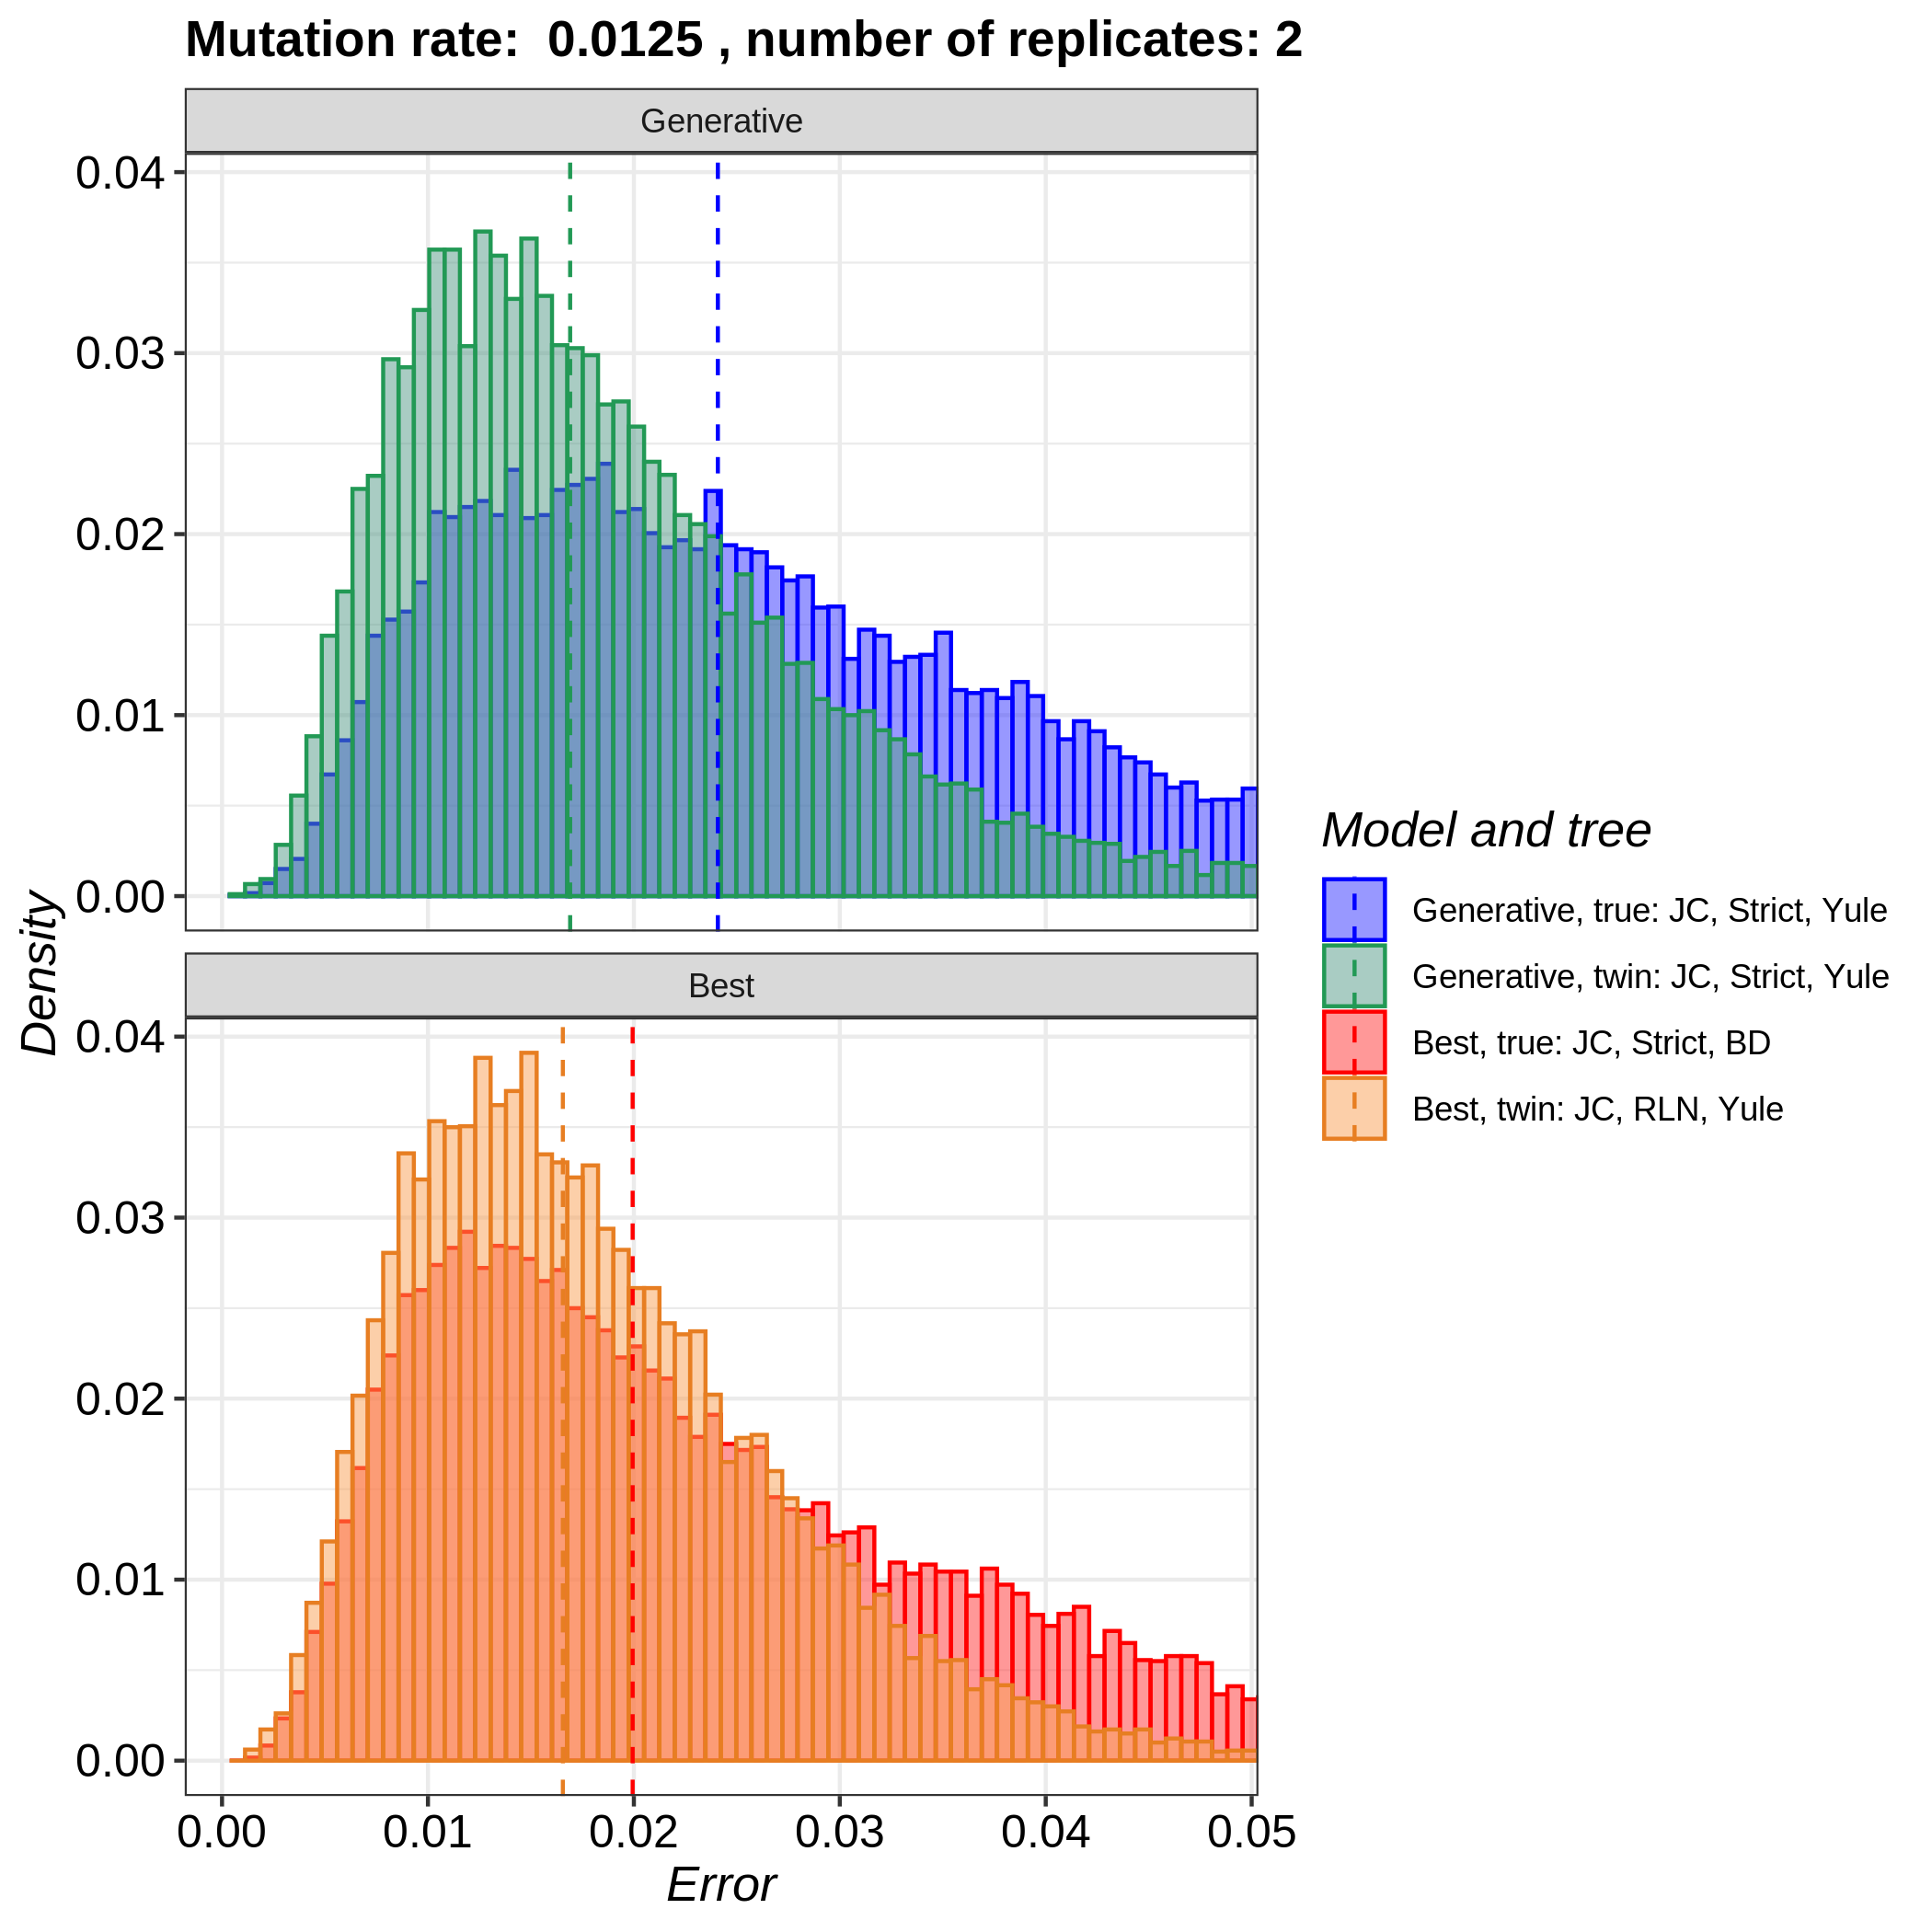 Mutation rate:  0.0125 , number of replicates: 2
Generative
0.04
0.03
0.02
0.01
0.00
Density
Best
0.04
0.03
0.02
0.01
0.00
0.00 0.01 0.02 0.03 0.04 0.05
Error
Model and tree
Generative, true: JC, Strict, Yule
Generative, twin: JC, Strict, Yule
Best, true: JC, Strict, BD
Best, twin: JC, RLN, Yule